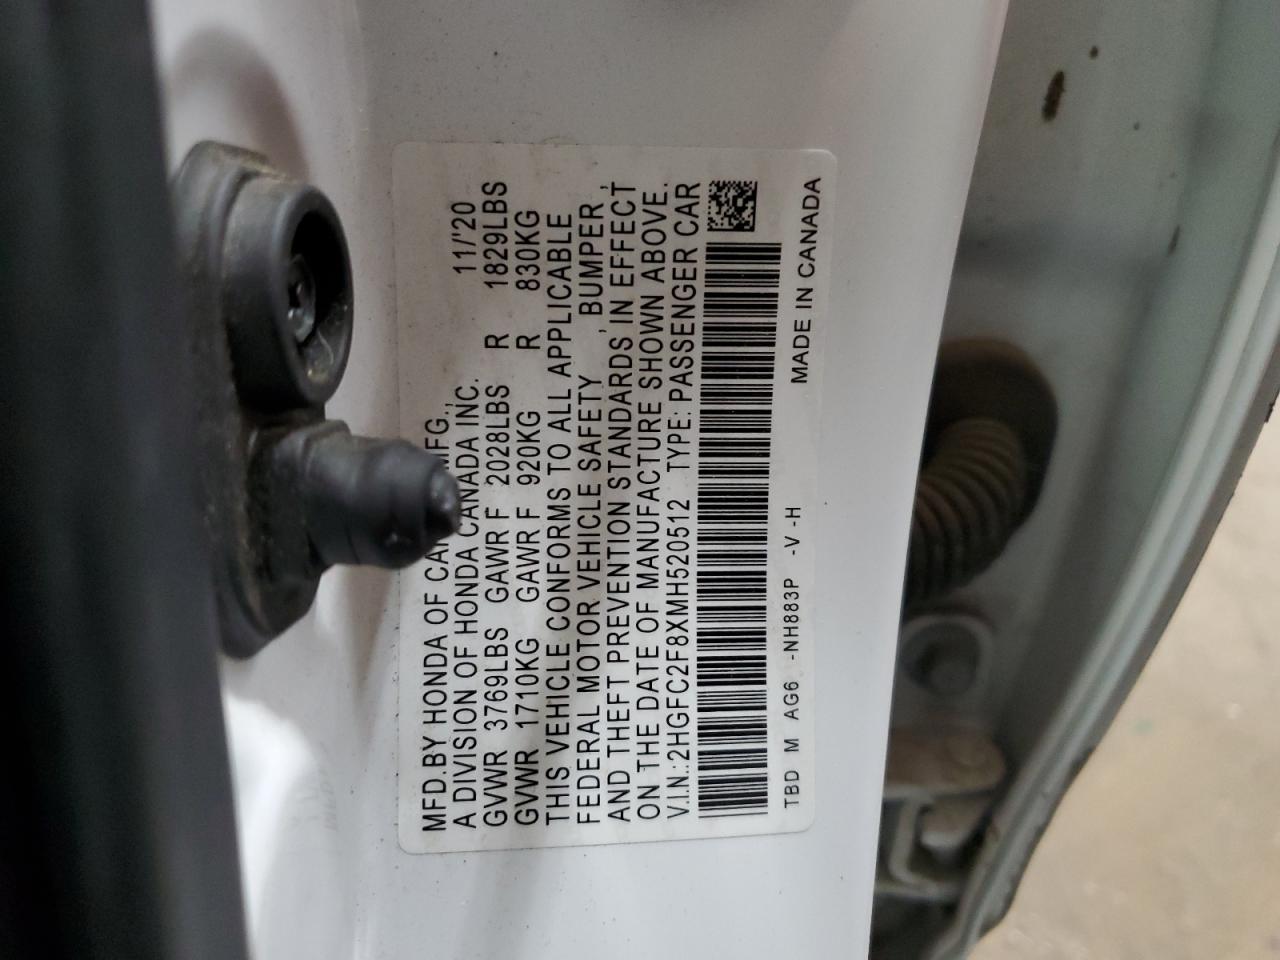 MFD.BY HONDA OF MFG.,
A DIVISION OF HONDA CANADA INC. 11/'20
GVWR 3769LBS GAWR F 2028LBS R 1829LBS
GVWR 1710KG GAWR F 920KG R 830KG
THIS VEHICLE CONFORMS TO ALL APPLICABLE
FEDERAL MOTOR VEHICLE SAFETY, BUMPER,
AND THEFT PREVENTION STANDARDS IN EFFECT
ON THE DATE OF MANUFACTURE SHOWN ABOVE.
V.I.N.:2HGFC2F8XMH520512 TYPE: PASSENGER CAR
TBD M AG6 -NH883P -V -H MADE IN CANADA